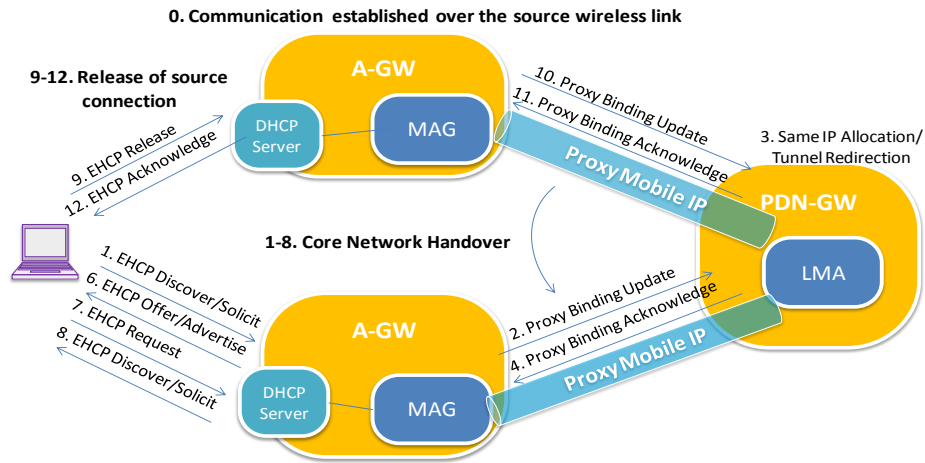 0. Communication established over the source wireless link
9-12. Release of source
connection
A-GW
DHCP
Server
MAG
9. EHCP Release
12. EHCP Acknowledge
10. Proxy Binding Update
11. Proxy Binding Acknowledge
Proxy Mobile IP
3. Same IP Allocation/
Tunnel Redirection
PDN-GW
LMA
1-8. Core Network Handover
1. EHCP Discover/Solicit
6. EHCP Offer/Advertise
7. EHCP Request
8. EHCP Discover/Solicit
A-GW
DHCP
Server
MAG
2. Proxy Binding Update
4. Proxy Binding Acknowledge
Proxy Mobile IP